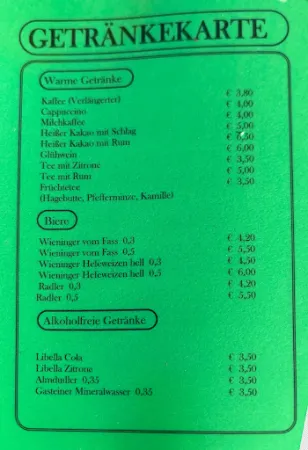 GETRÄNKEKARTE
Warme Getränke
Kaffee (Verlängerter) € 3,80
Cappuccino € 4,00
Milchkaffee € 4,00
Heißer Kakao mit Schlag € 5,00
Heißer Kakao mit Rum € 6,50
Glühwein € 6,00
Tee mit Zitrone € 3,50
Tee mit Rum € 5,00
Früchtetee € 3,50
(Hagebutte, Pfefferminze, Kamille)
Biere
Wieninger vom Fass 0,3 € 4,20
Wieninger vom Fass 0,5 € 5,50
Wieninger Hefeweizen hell 0,3 € 4,50
Wieninger Hefeweizen hell 0,5 € 6,00
Radler 0,3 € 4,20
Radler 0,5 € 5,50
Alkoholfreie Getränke
Libella Cola € 3,50
Libella Zitrone € 3,50
Almdudler 0,35 € 3,50
Gasteiner Mineralwasser 0,35 € 3,50